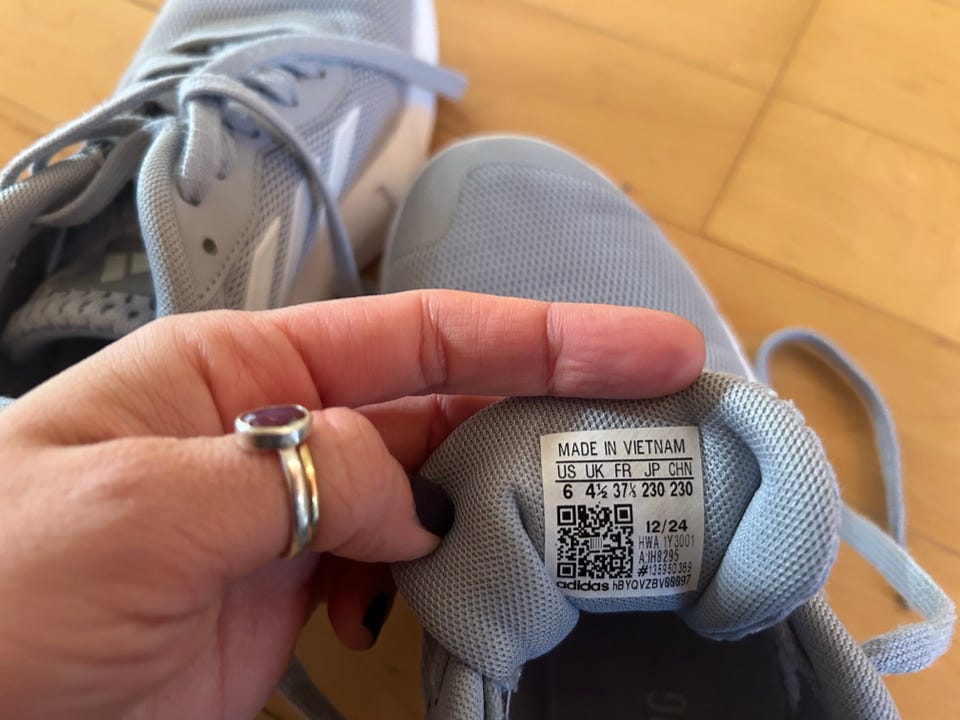 MADE IN VIETNAM
US UK FR JP CHN
6 4½ 37⅓ 230 230
12/24
HWA 1Y3001
A:IH8295
adidas